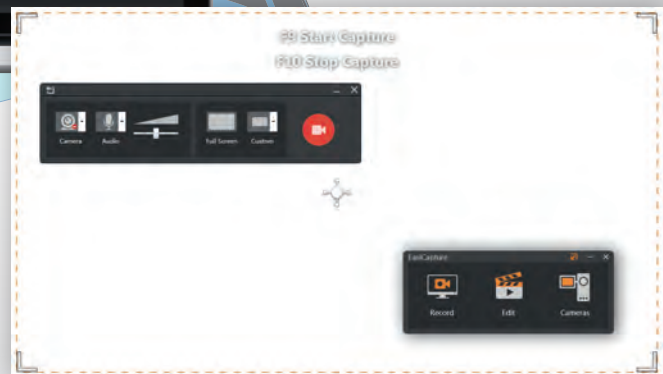 F9 Start Capture
F10 Stop Capture
Camera
Audio
Full Screen
Custom
EasiCapture
Record
Edit
Cameras